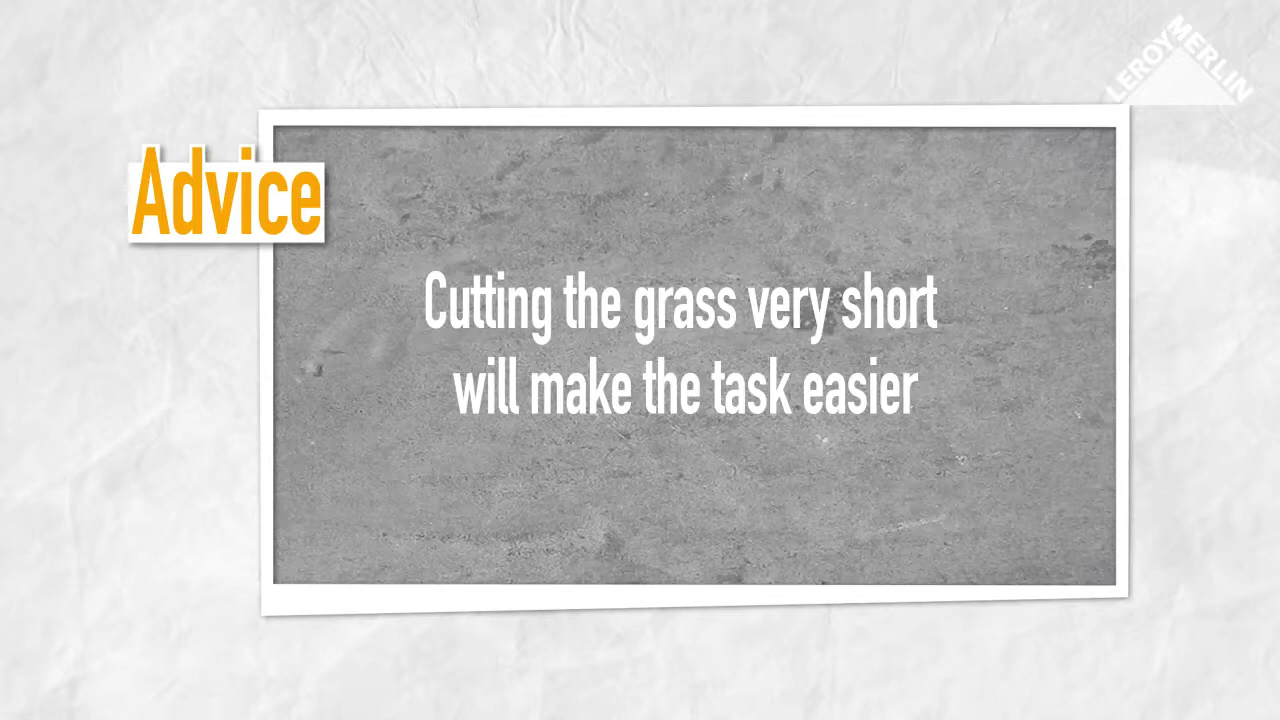 LEROY MERLIN
Advice
Cutting the grass very short
will make the task easier